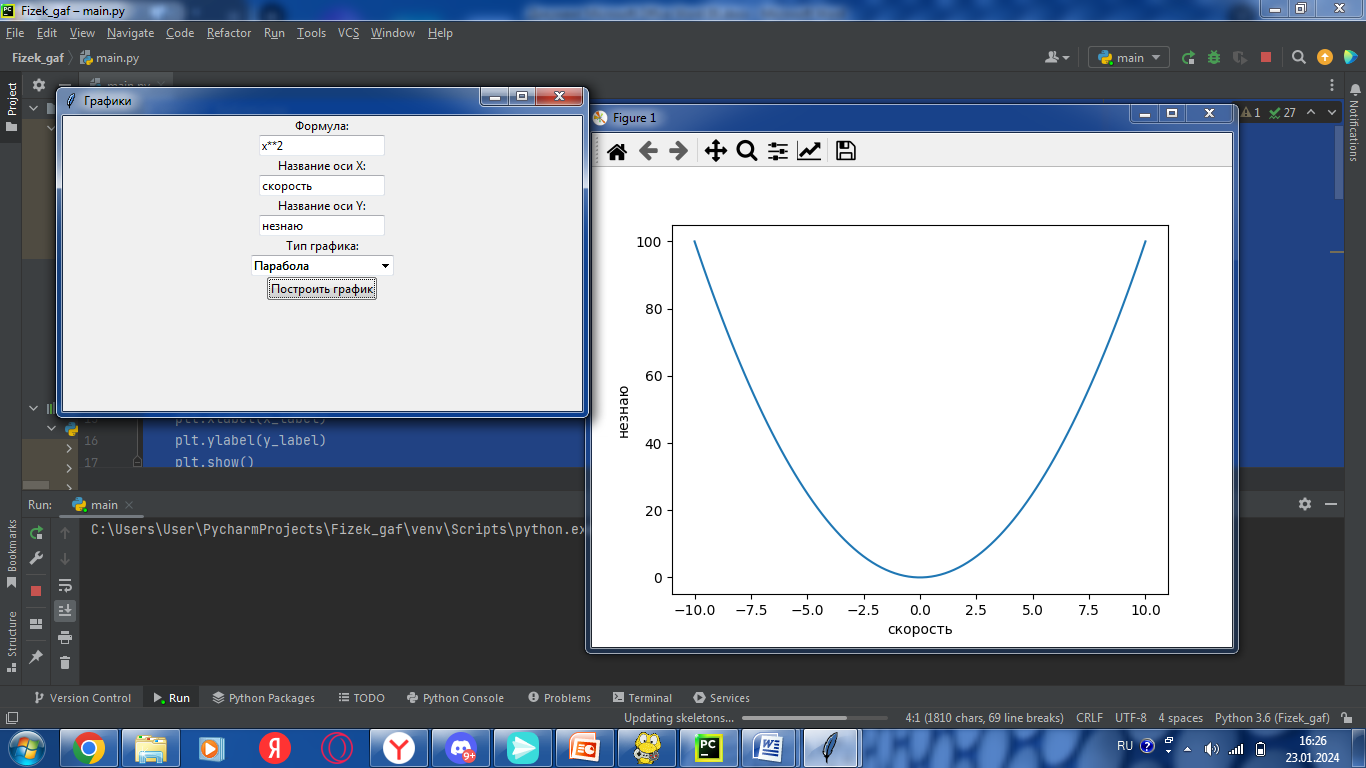 Fizek_gaf – main.py
File Edit View Navigate Code Refactor Run Tools VCS Window Help
Fizek_gaf main.py main
Project
Notifications
1 27
Графики
Формула:
x**2
Название оси X:
скорость
Название оси Y:
незнаю
Тип графика:
Парабола
Построить график
Figure 1
незнаю
100
80
60
40
20
0
−10.0 −7.5 −5.0 −2.5 0.0 2.5 5.0 7.5 10.0
скорость
plt.xlabel(x_label)
16 plt.ylabel(y_label)
17 plt.show()
Run: main
C:\Users\User\PycharmProjects\Fizek_gaf\venv\Scripts\python.ex
Bookmarks
Structure
Version Control Run Python Packages TODO Python Console Problems Terminal Services
Updating skeletons... 4:1 (1810 chars, 69 line breaks) CRLF UTF-8 4 spaces Python 3.6 (Fizek_gaf)
9+
RU
16:26
23.01.2024